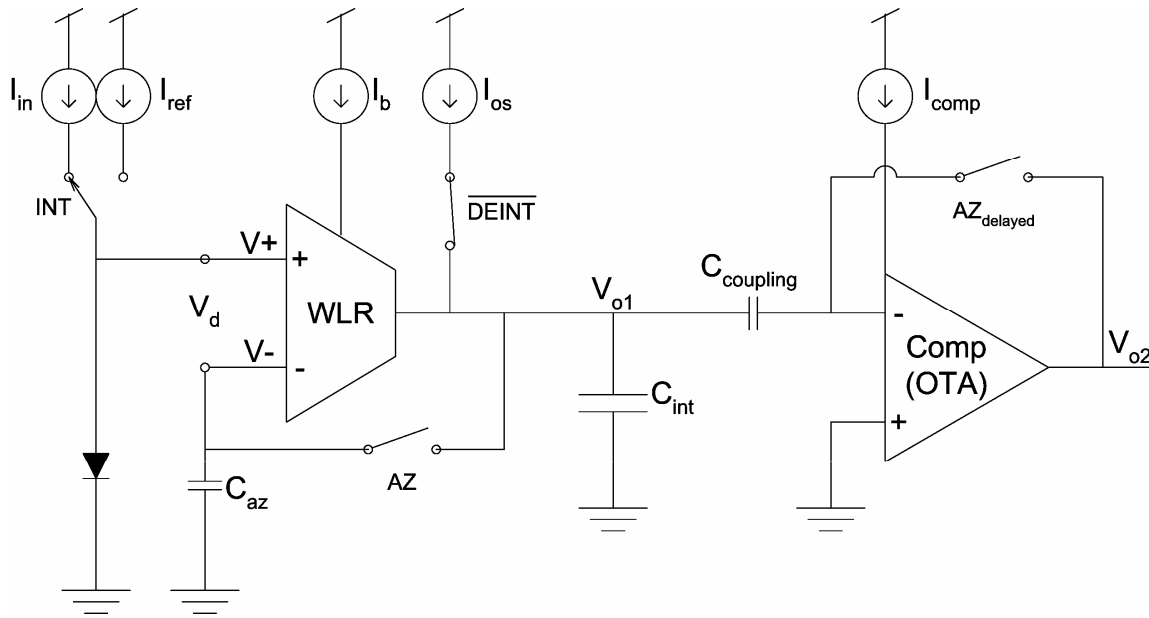 I_in
I_ref
I_b
I_os
I_comp
INT
DEINT
AZ_delayed
V+
+
V_d
WLR
V_o1
C_coupling
V-
-
-
Comp
(OTA)
+
V_o2
C_int
AZ
C_az